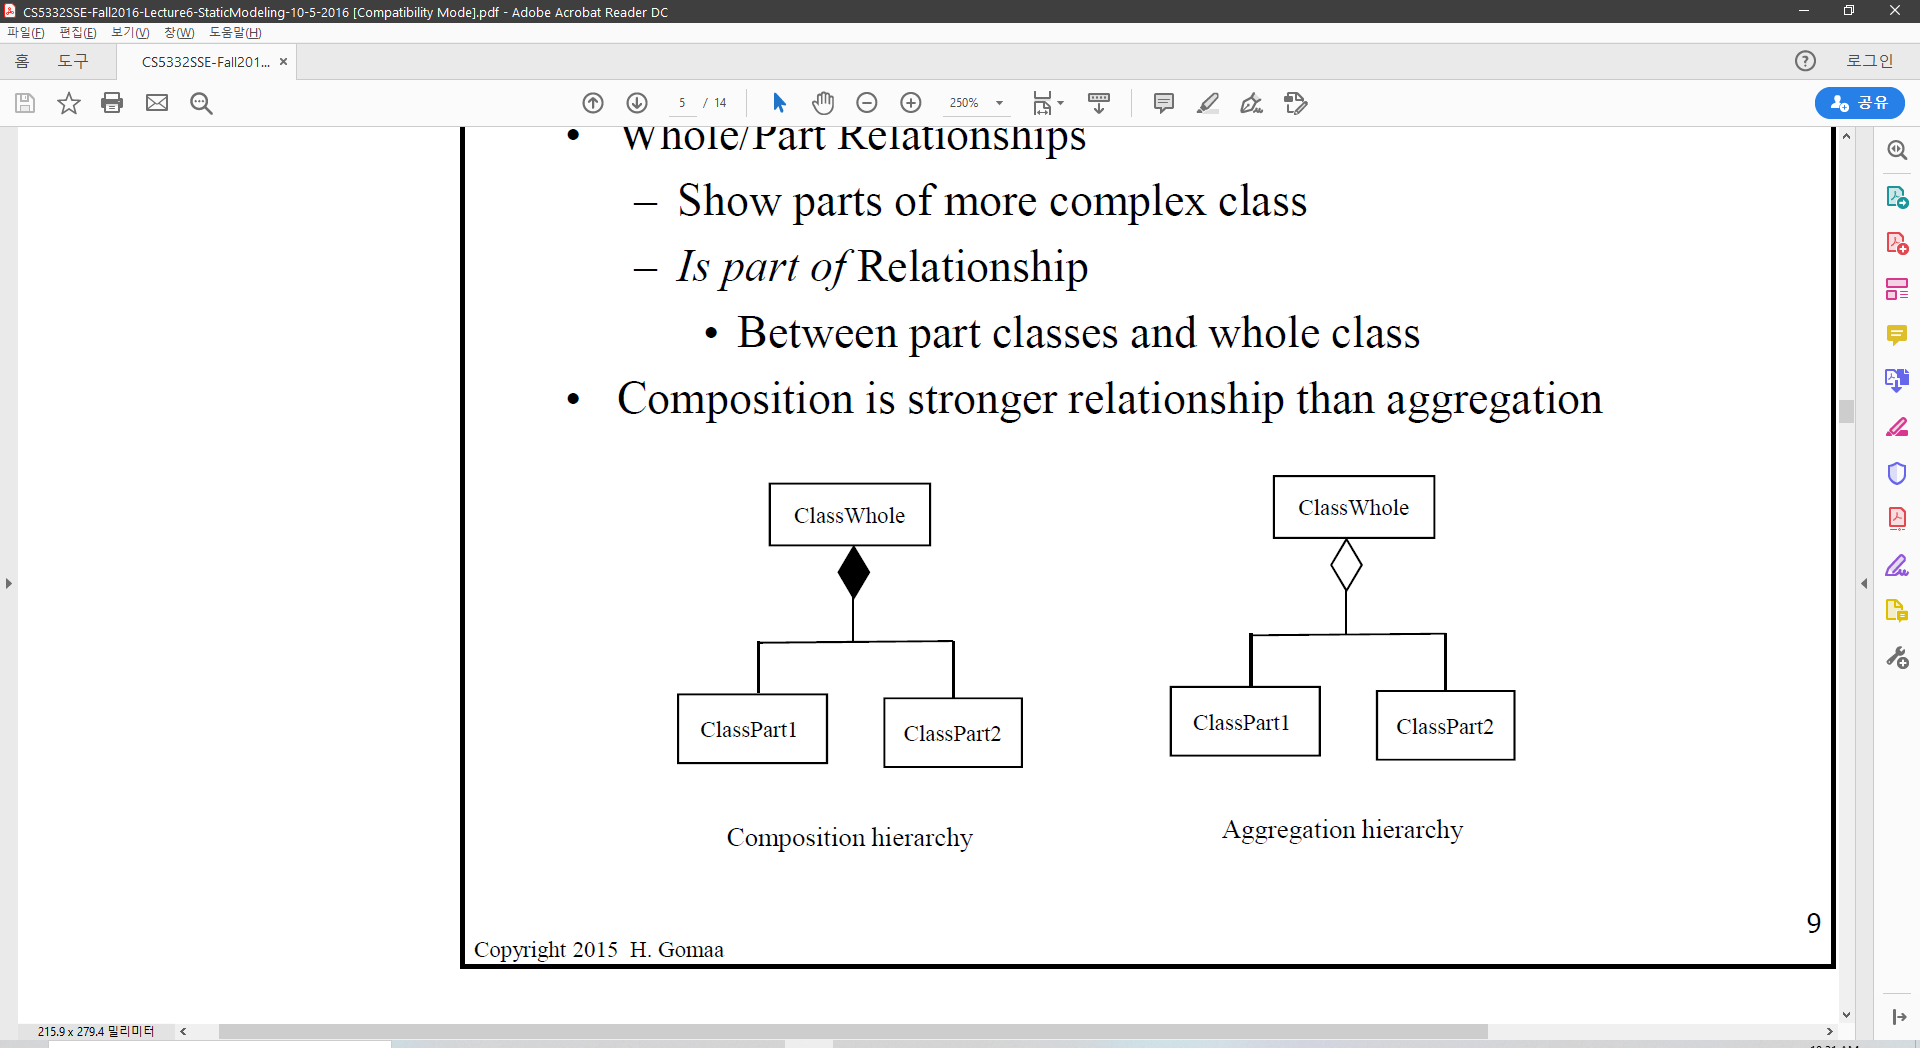 CS5332SSE-Fall2016-Lecture6-StaticModeling-10-5-2016 [Compatibility Mode].pdf - Adobe Acrobat Reader DC
파일(F) 편집(E) 보기(V) 창(W) 도움말(H)
홈 도구 CS5332SSE-Fall201... × ? 로그인
5 / 14 250% 공유
• Whole/Part Relationships
– Show parts of more complex class
– Is part of Relationship
• Between part classes and whole class
• Composition is stronger relationship than aggregation
ClassWhole
ClassPart1 ClassPart2
Composition hierarchy
ClassWhole
ClassPart1 ClassPart2
Aggregation hierarchy
9
Copyright 2015 H. Gomaa
215.9 x 279.4 밀리미터